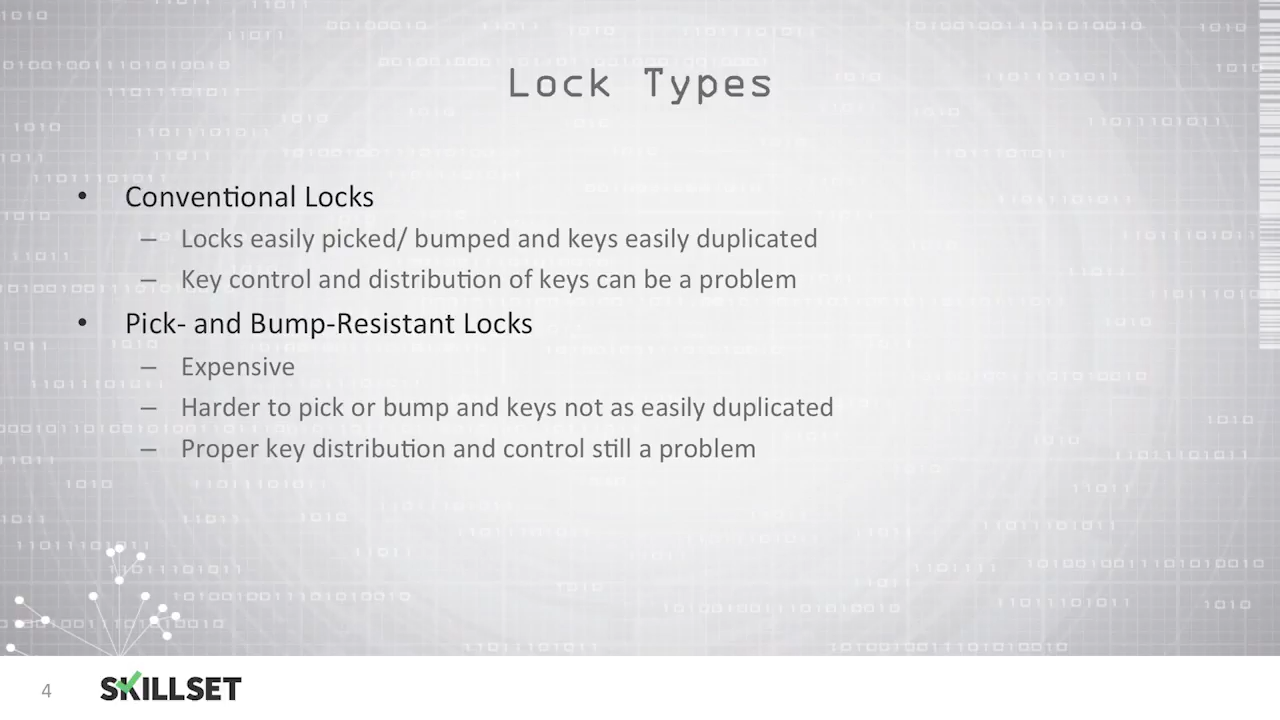 Lock Types
• Conventional Locks
– Locks easily picked/ bumped and keys easily duplicated
– Key control and distribution of keys can be a problem
• Pick- and Bump-Resistant Locks
– Expensive
– Harder to pick or bump and keys not as easily duplicated
– Proper key distribution and control still a problem
4
SKILLSET